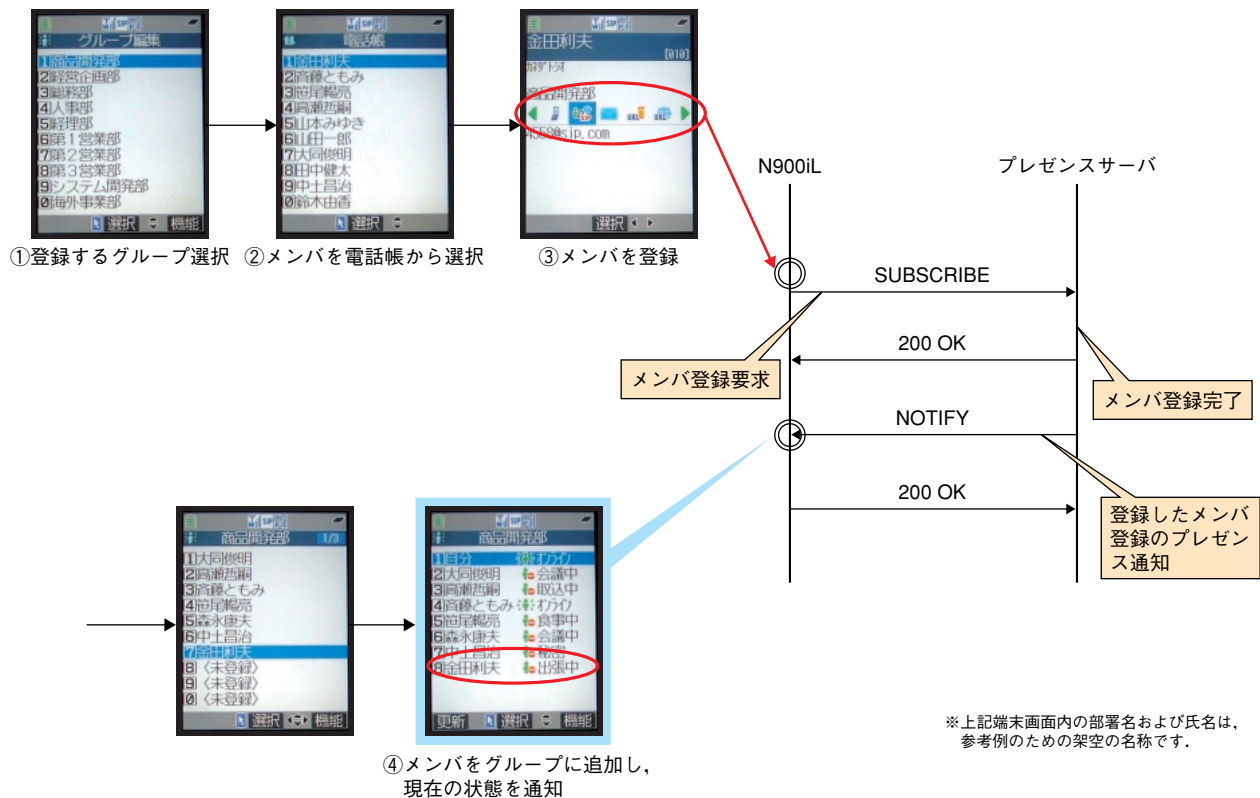 グループ編集
1商品開発部
2経営企画部
3総務部
4人事部
5経理部
6第1営業部
7第2営業部
8第3営業部
9システム開発部
0海外事業部
選択
機能
①登録するグループ選択
電話帳
1金田利夫
2斉藤ともみ
3笹尾暢亮
4高瀬哲嗣
5山本みゆき
6山田一郎
7大同俊明
8田中健太
9中土昌治
0鈴木由香
選択
②メンバを電話帳から選択
金田利夫
[010]
ｶﾈﾀﾞﾄｼｵ
商品開発部
4558@sip.com
選択
③メンバを登録
N900iL
プレゼンスサーバ
SUBSCRIBE
メンバ登録要求
200 OK
メンバ登録完了
NOTIFY
200 OK
登録したメンバ
登録のプレゼン
ス通知
商品開発部 1/3
1大同俊明
2高瀬哲嗣
3斉藤ともみ
4笹尾暢亮
5森永康夫
6中土昌治
7金田利夫
8〈未登録〉
9〈未登録〉
0〈未登録〉
選択
機能
商品開発部
1自分 ｵﾝﾗｲﾝ
2大同俊明 会議中
3高瀬哲嗣 取込中
4斉藤ともみ ｵﾝﾗｲﾝ
5笹尾暢亮 食事中
6森永康夫 会議中
7中土昌治 秘密
8金田利夫 出張中
更新
選択
機能
④メンバをグループに追加し，
現在の状態を通知
※上記端末画面内の部署名および氏名は，
参考例のための架空の名称です．